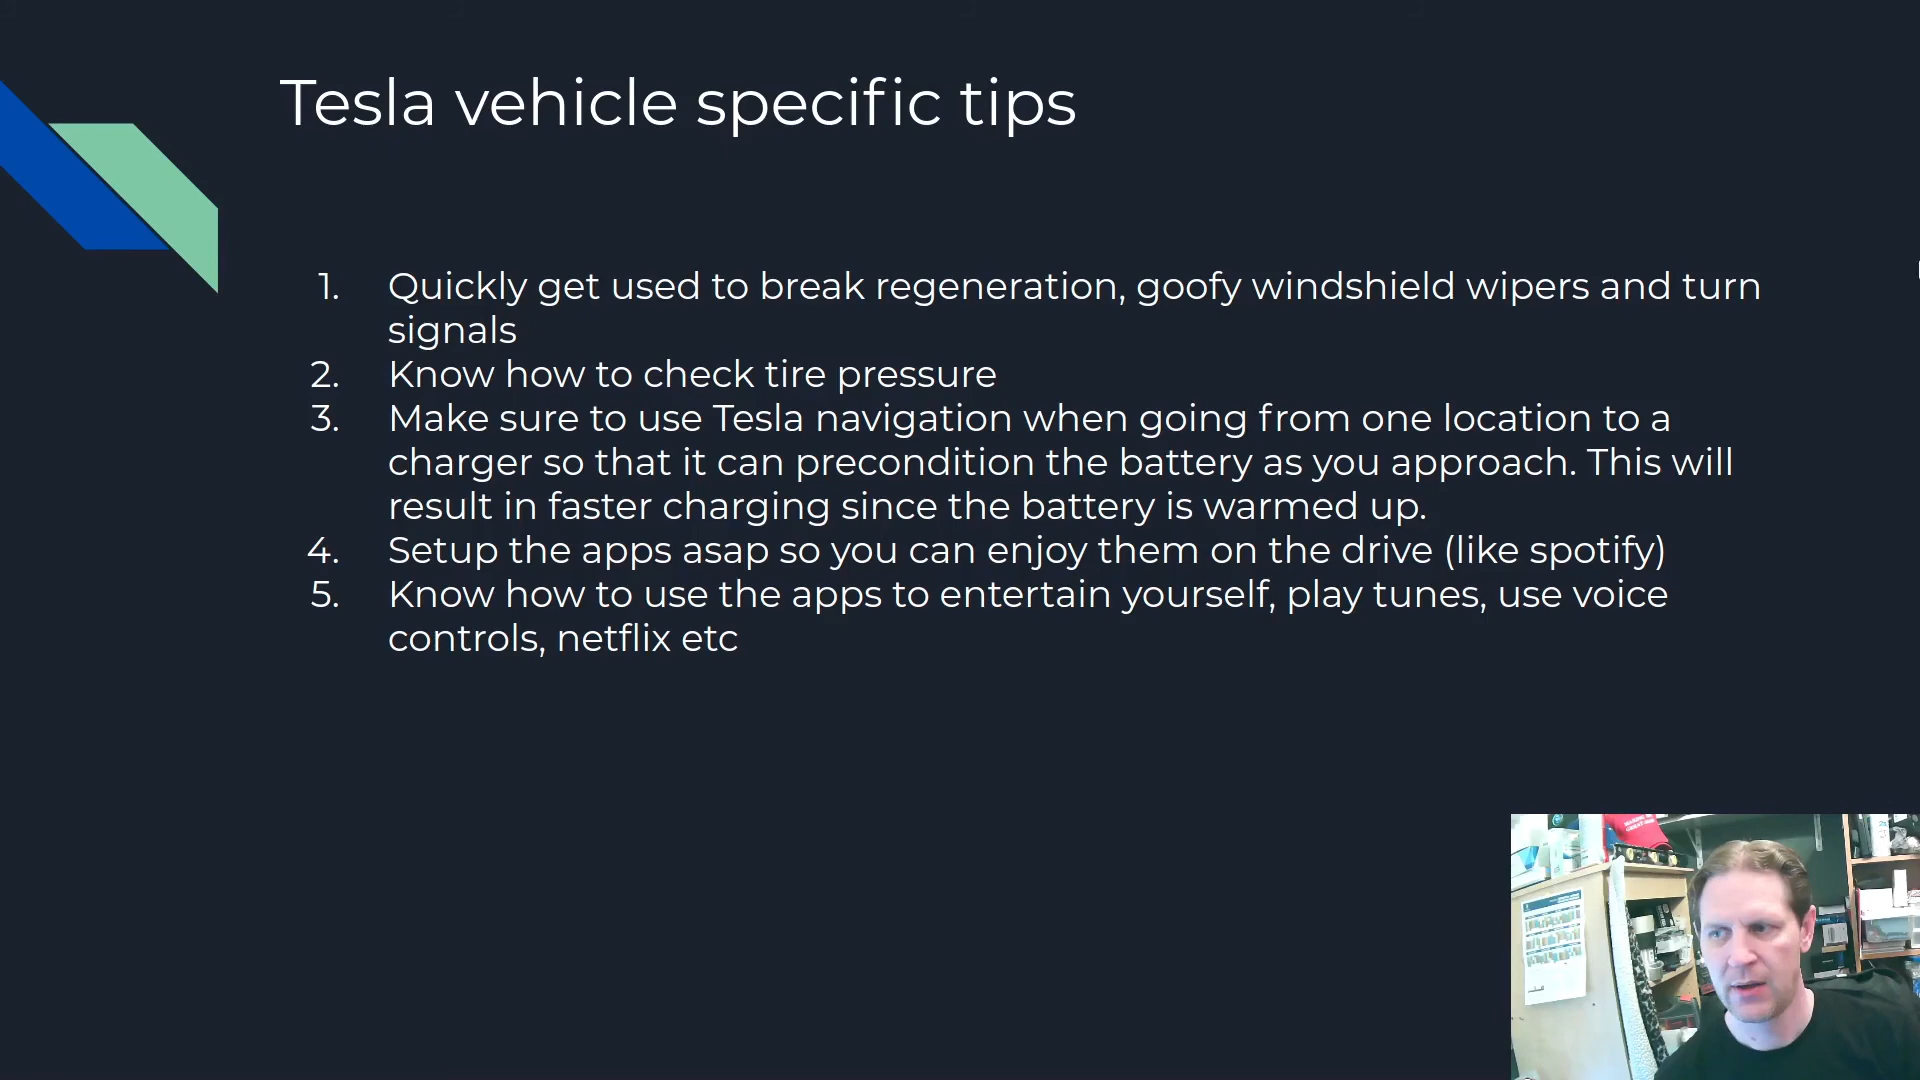 Tesla vehicle specific tips
1. Quickly get used to break regeneration, goofy windshield wipers and turn
signals
2. Know how to check tire pressure
3. Make sure to use Tesla navigation when going from one location to a
charger so that it can precondition the battery as you approach. This will
result in faster charging since the battery is warmed up.
4. Setup the apps asap so you can enjoy them on the drive (like spotify)
5. Know how to use the apps to entertain yourself, play tunes, use voice
controls, netflix etc